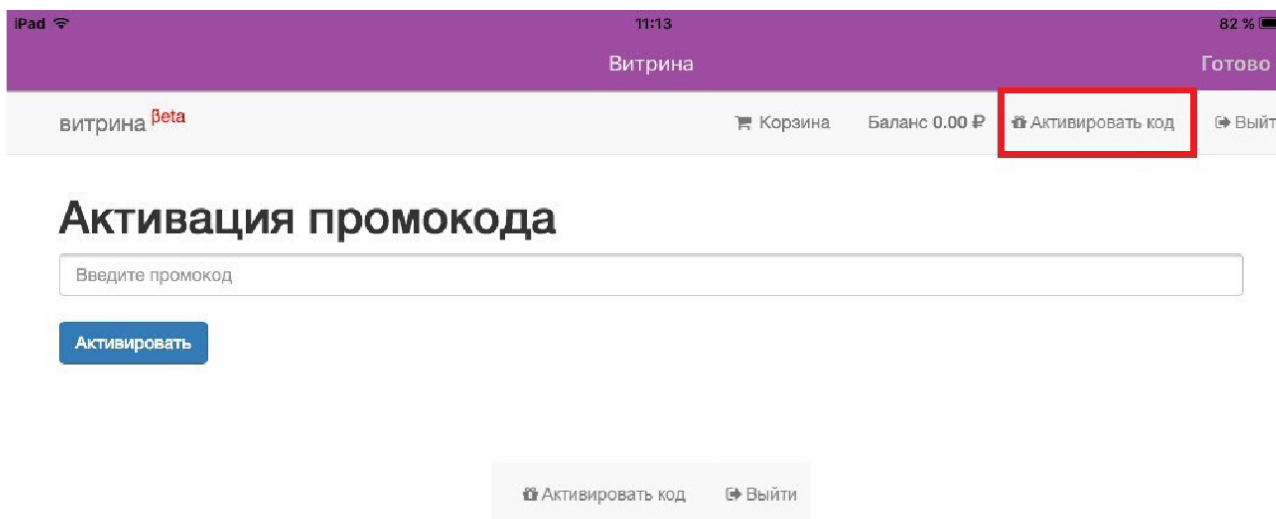 iPad 11:13 82 %
Витрина Готово
витрина βeta Корзина Баланс 0.00 ₽ Активировать код Выйт
Активация промокода
Введите промокод
Активировать
Активировать код Выйти